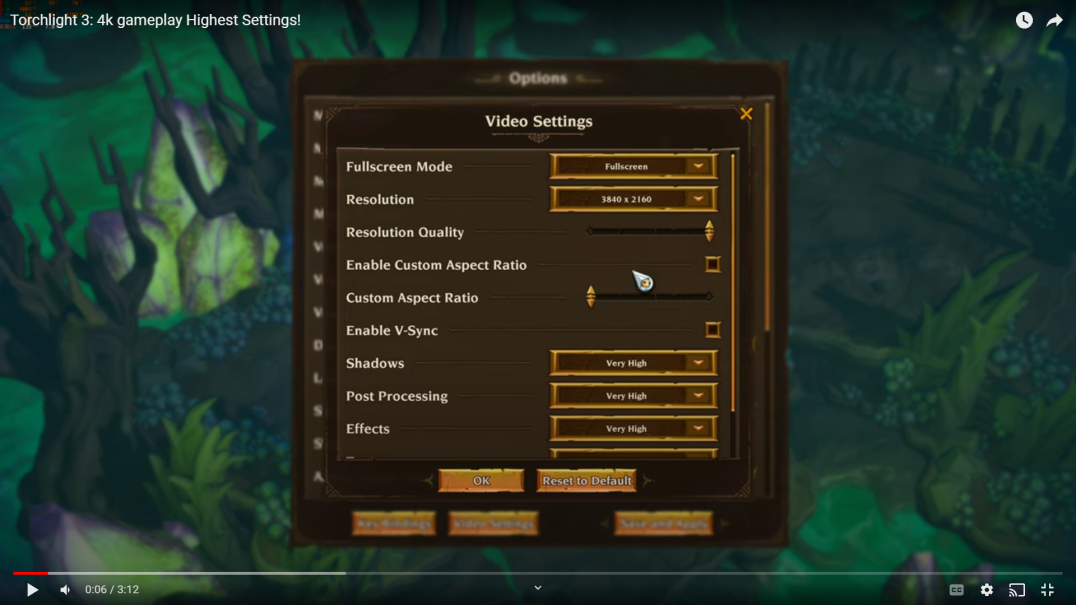 Torchlight 3: 4k gameplay Highest Settings!
Options
Video Settings
Fullscreen Mode Fullscreen
Resolution 3840 x 2160
Resolution Quality
Enable Custom Aspect Ratio
Custom Aspect Ratio
Enable V-Sync
Shadows Very High
Post Processing Very High
Effects Very High
OK Reset to Default
Key Bindings Video Settings Save and Apply
0:06 / 3:12
CC